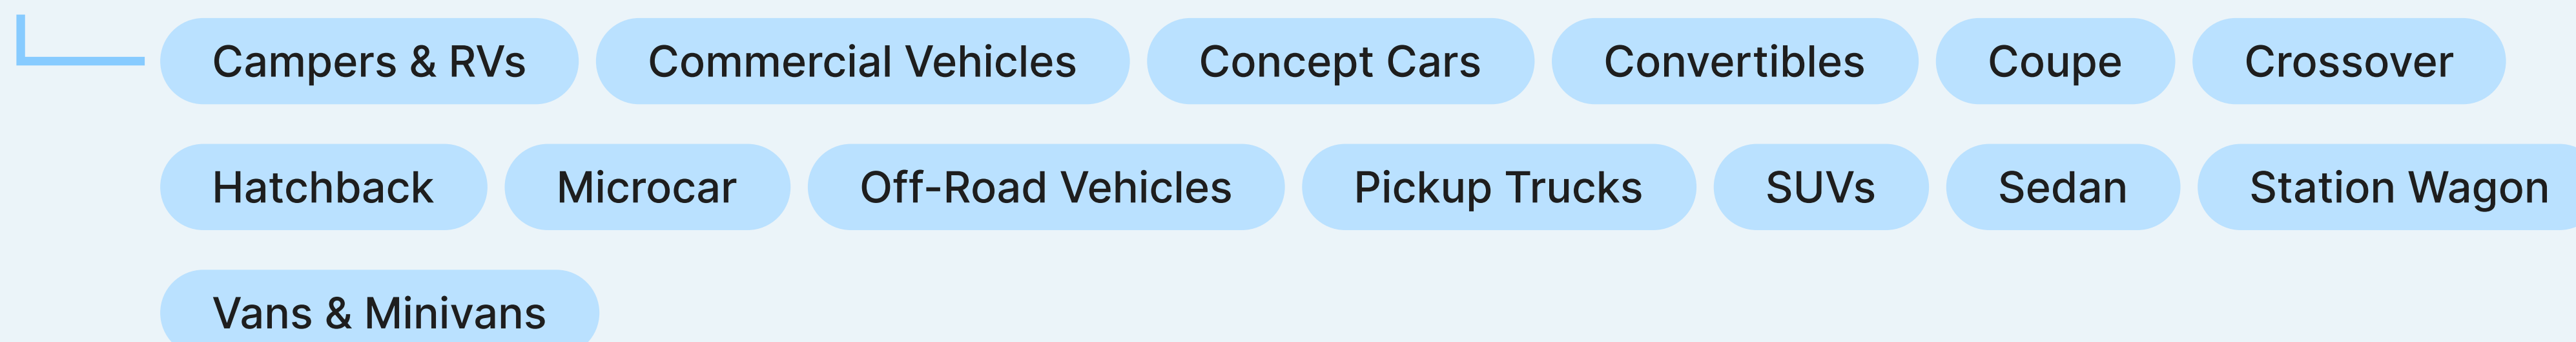 Campers & RVs Commercial Vehicles Concept Cars Convertibles Coupe Crossover
Hatchback Microcar Off-Road Vehicles Pickup Trucks SUVs Sedan Station Wagon
Vans & Minivans